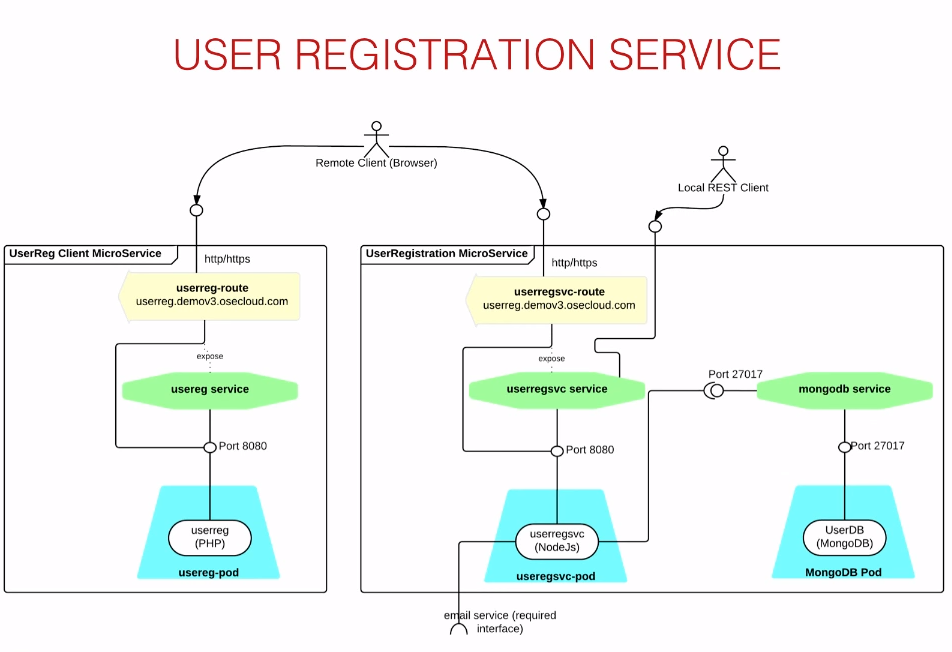 USER REGISTRATION SERVICE
Remote Client (Browser)
Local REST Client
UserReg Client MicroService
http/https
userreg-route
userreg.demov3.osecloud.com
expose
usereg service
Port 8080
userreg
(PHP)
usereg-pod
UserRegistration MicroService
http/https
userregsvc-route
userreg.demov3.osecloud.com
expose
userregsvc service
Port 8080
userregsvc
(NodeJs)
useregsvc-pod
Port 27017
mongodb service
Port 27017
UserDB
(MongoDB)
MongoDB Pod
email service (required
interface)